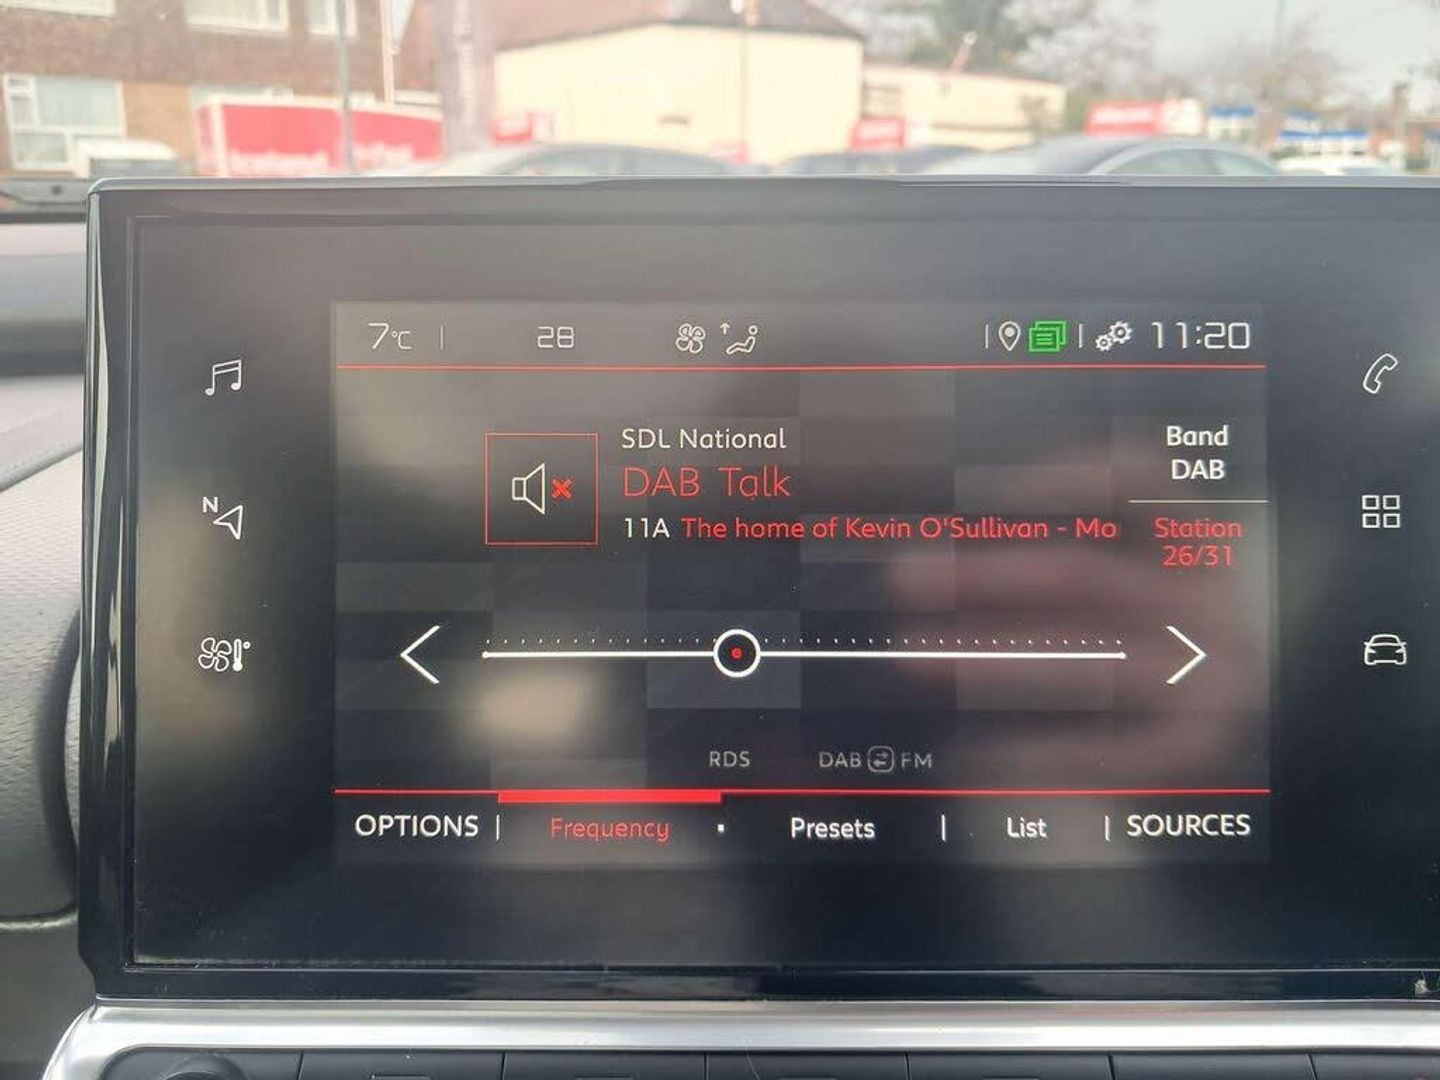 7°C 28 11:20
SDL National
DAB Talk
11A The home of Kevin O'Sullivan - Mo
Band
DAB
Station
26/31
N
RDS DAB FM
OPTIONS Frequency Presets List SOURCES